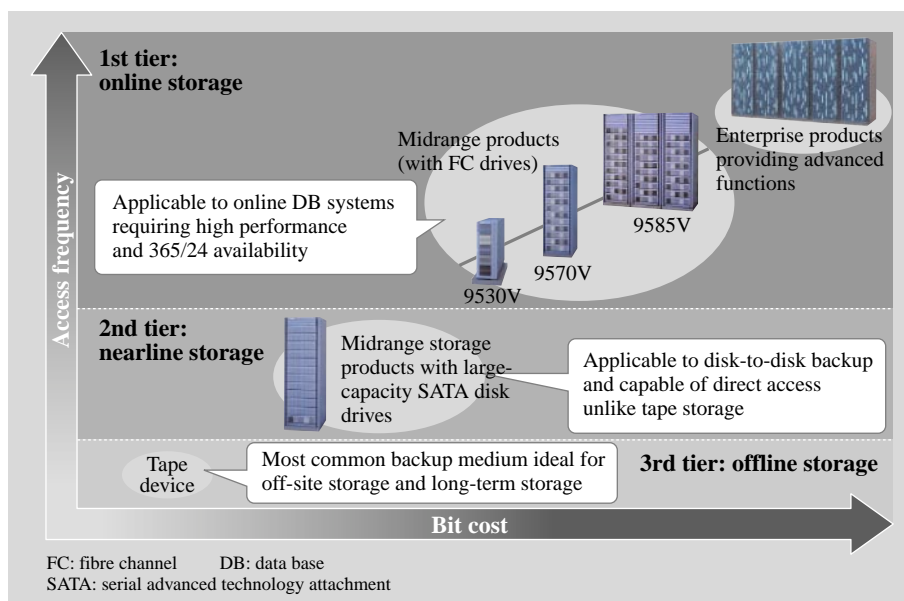 1st tier:
online storage
Midrange products
(with FC drives)
Enterprise products
providing advanced
functions
Applicable to online DB systems
requiring high performance
and 365/24 availability
9585V
9570V
9530V
Access frequency
2nd tier:
nearline storage
Midrange storage
products with large-
capacity SATA disk
drives
Applicable to disk-to-disk backup
and capable of direct access
unlike tape storage
Tape
device
Most common backup medium ideal for
off-site storage and long-term storage
3rd tier: offline storage
Bit cost
FC: fibre channel DB: data base
SATA: serial advanced technology attachment